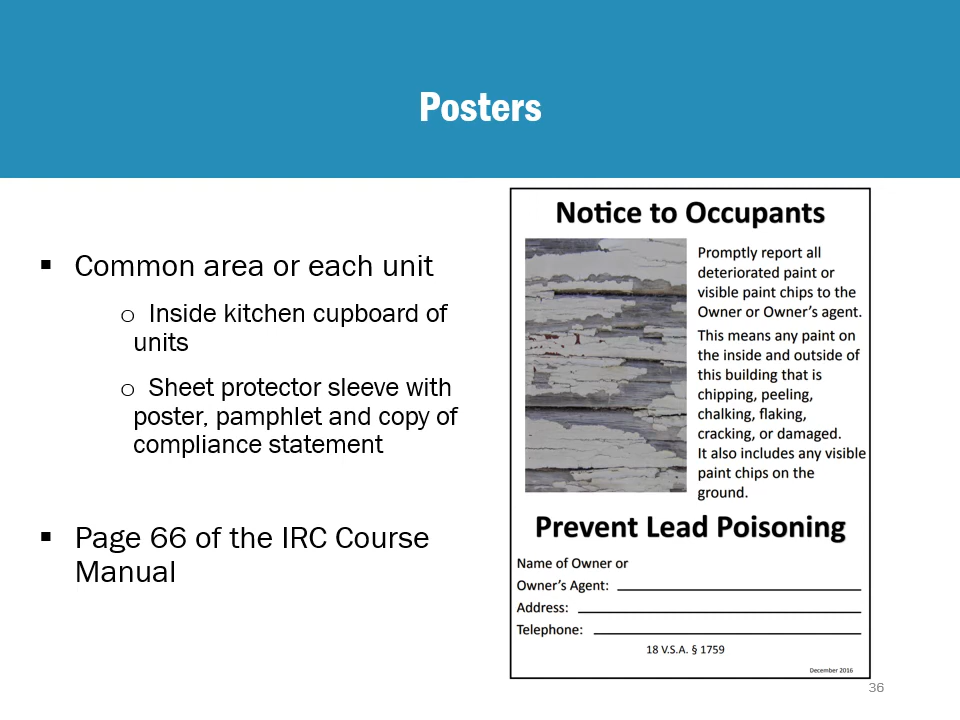 Posters
▪ Common area or each unit
o Inside kitchen cupboard of
units
o Sheet protector sleeve with
poster, pamphlet and copy of
compliance statement
▪ Page 66 of the IRC Course
Manual
Notice to Occupants
Promptly report all
deteriorated paint or
visible paint chips to the
Owner or Owner's agent.
This means any paint on
the inside and outside of
this building that is
chipping, peeling,
chalking, flaking,
cracking, or damaged.
It also includes any visible
paint chips on the
ground.
Prevent Lead Poisoning
Name of Owner or
Owner's Agent:
Address:
Telephone:
18 V.S.A. § 1759
December 2016
36